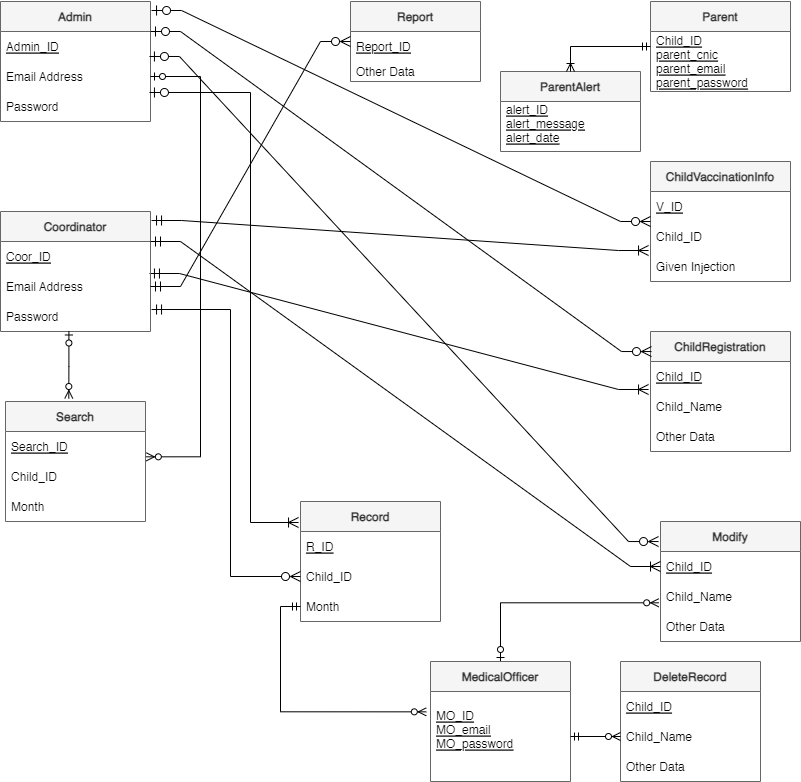 Admin
Admin_ID
Email Address
Password
Report
Report_ID
Other Data
Parent
Child_ID
parent_cnic
parent_email
parent_password
ParentAlert
alert_ID
alert_message
alert_date
ChildVaccinationInfo
V_ID
Child_ID
Given Injection
Coordinator
Coor_ID
Email Address
Password
ChildRegistration
Child_ID
Child_Name
Other Data
Search
Search_ID
Child_ID
Month
Record
R_ID
Child_ID
Month
Modify
Child_ID
Child_Name
Other Data
MedicalOfficer
MO_ID
MO_email
MO_password
DeleteRecord
Child_ID
Child_Name
Other Data